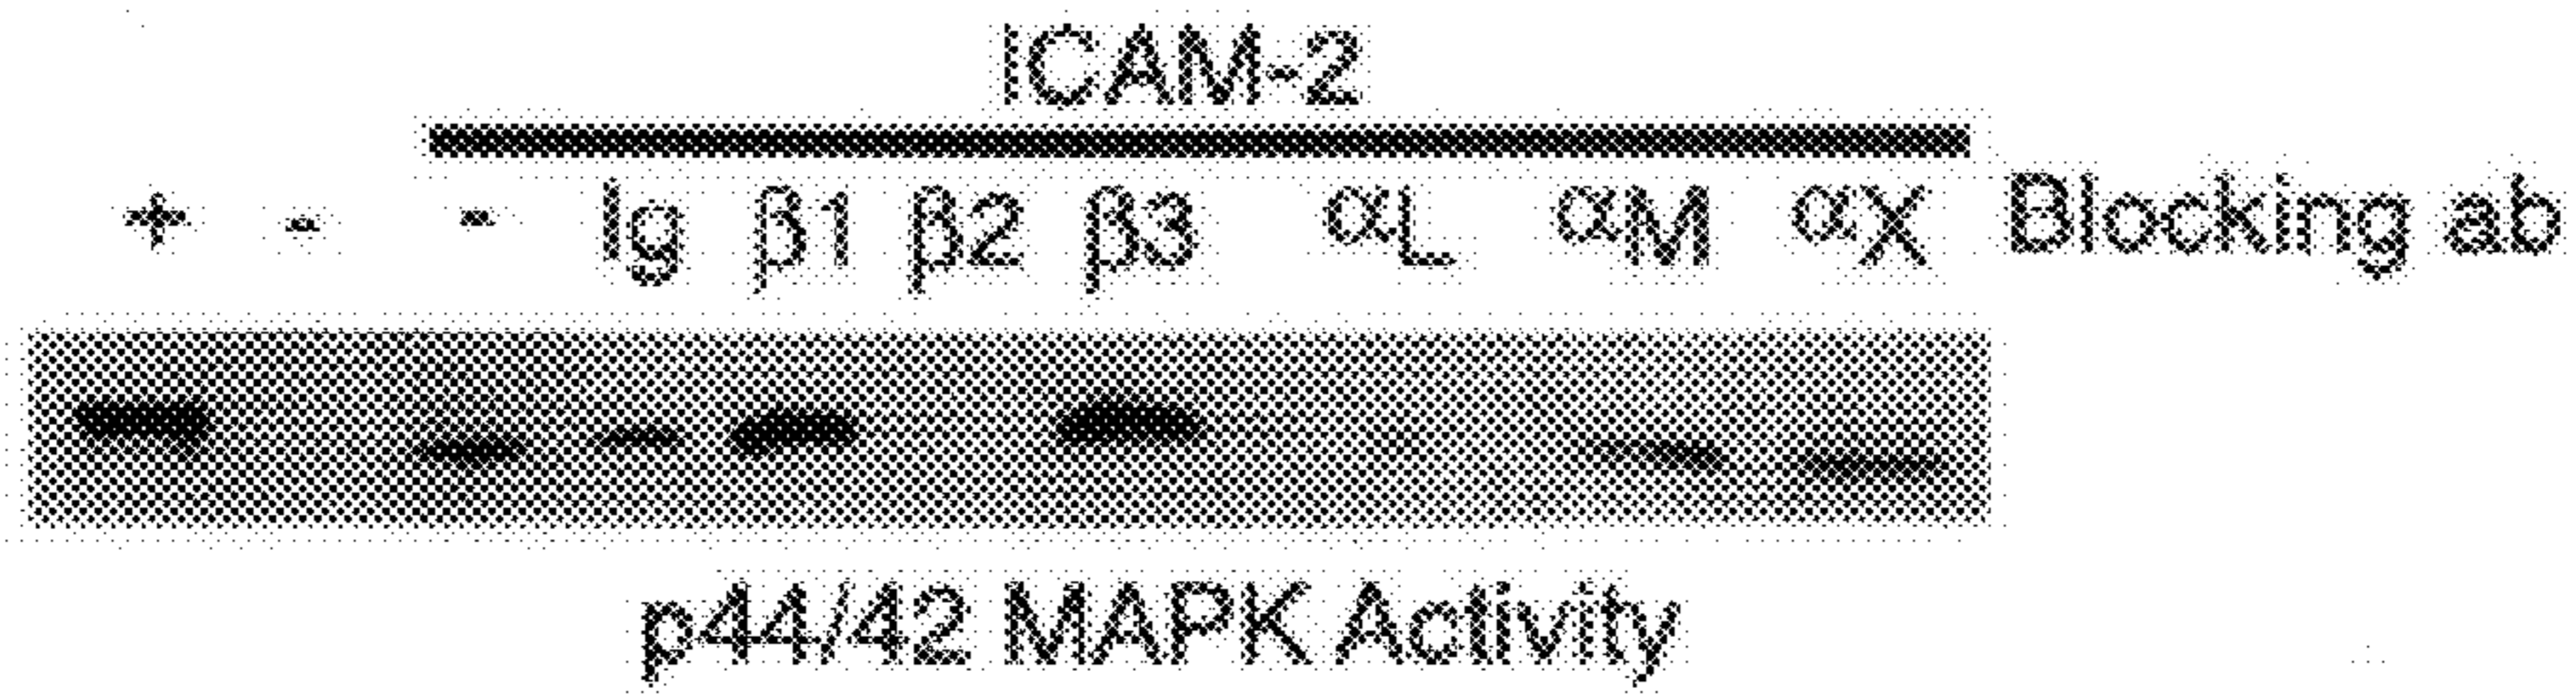 ICAM-2
+ - - Ig β1 β2 β3 αL αM αX Blocking ab
p44/42 MAPK Activity